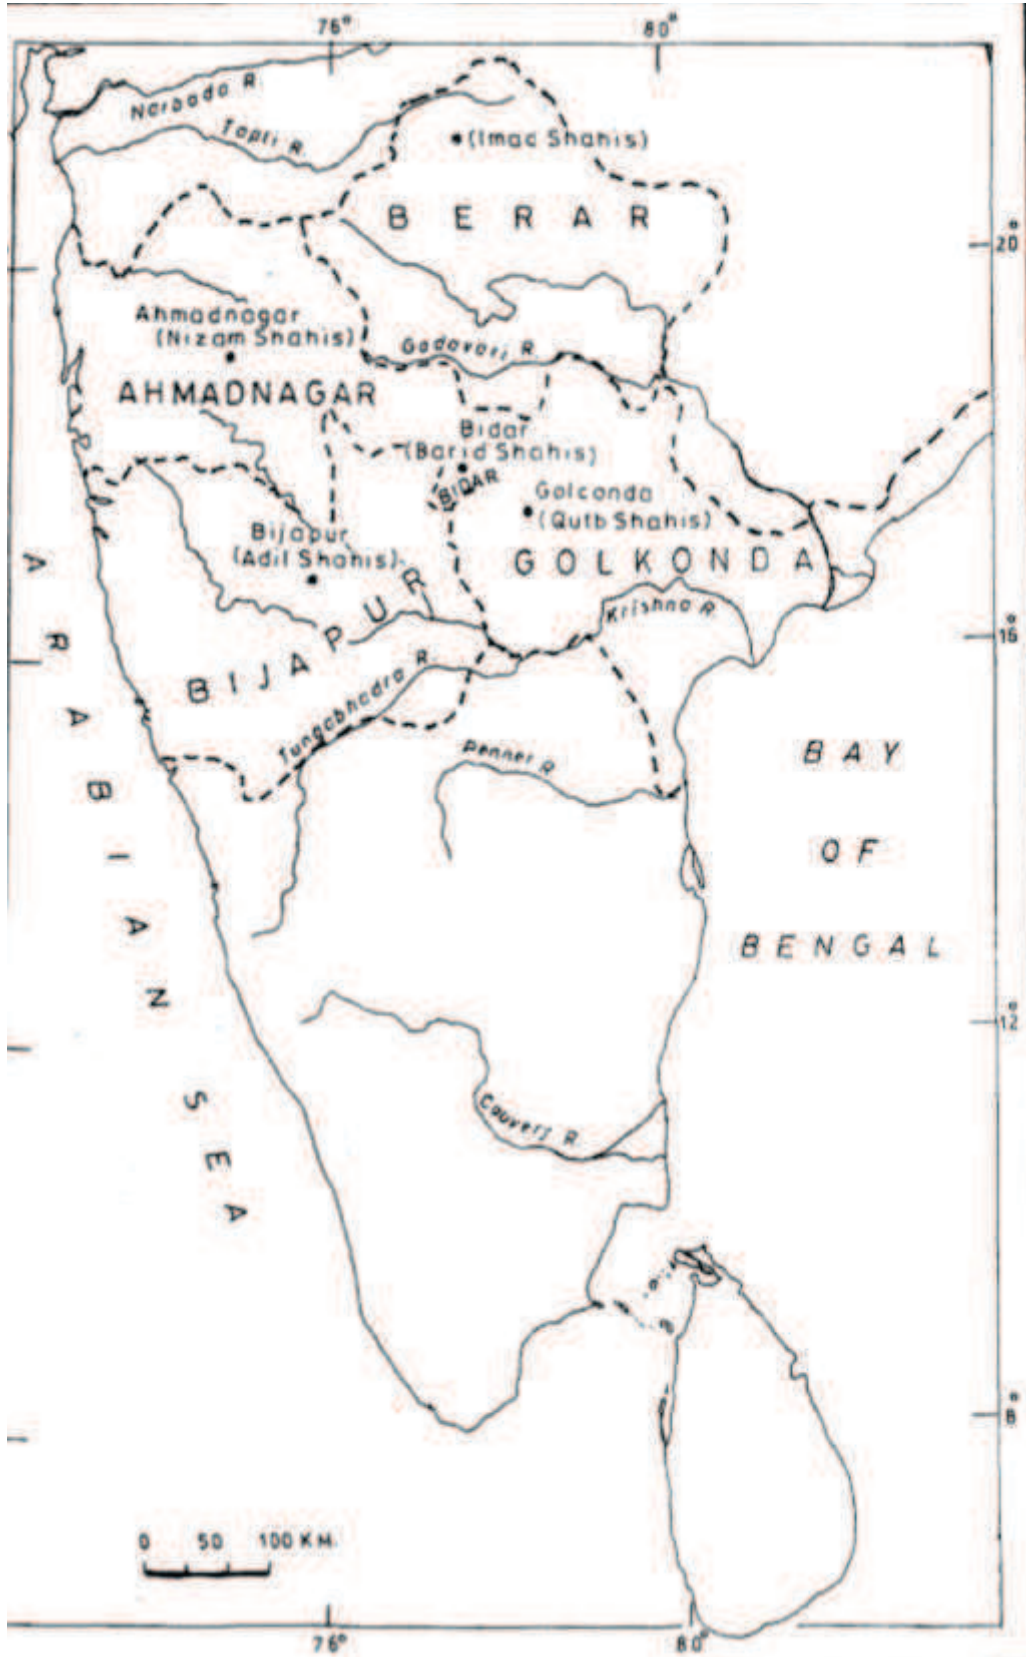 76°
80°
Narbada R.
Tapti R.
(Imad Shahis)
BERAR
20°
Ahmadnagar
(Nizam Shahis)
Godavari R.
AHMADNAGAR
Bidar
(Barid Shahis)
BIDAR
Golconda
(Qutb Shahis)
Bijapur
(Adil Shahis)
GOLKONDA
Krishna R.
16°
BIJAPUR
Tungabhadra R.
Penner R.
ARABIAN SEA
BAY
OF
BENGAL
12°
Cauvery R.
8°
0 50 100 KM.
76°
80°